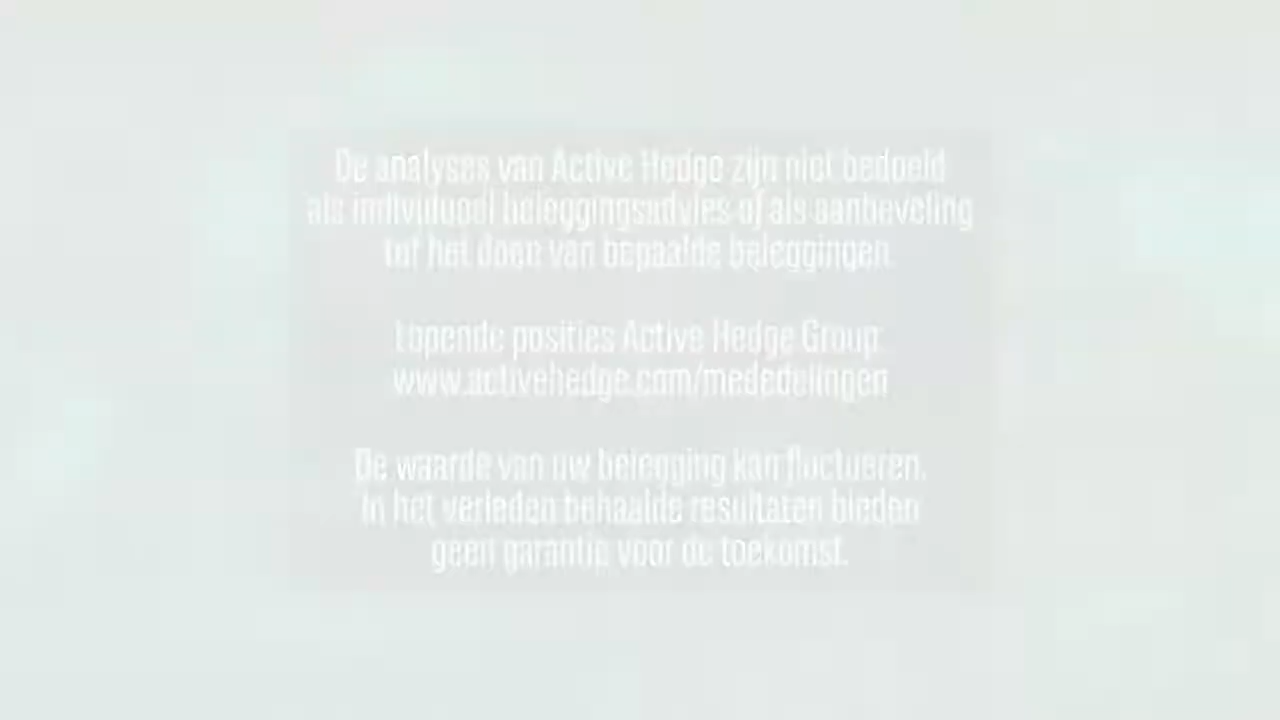 De analyses van Active Hedge zijn niet bedoeld
als individueel beleggingsadvies of als aanbeveling
tot het doen van bepaalde beleggingen.
Lopende posities Active Hedge Group:
www.activehedge.com/mededelingen
De waarde van uw belegging kan fluctueren.
In het verleden behaalde resultaten bieden
geen garantie voor de toekomst.